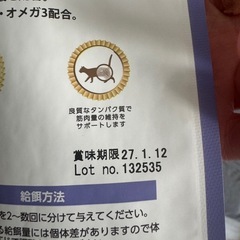 ・オメガ3配合。
良質なタンパク質で
筋肉量の維持を
サポートします
賞味期限27.1.12
Lot no.132535
給餌方法
を2～数回に分けて与えてください。
る給餌量には個体差がありますので体